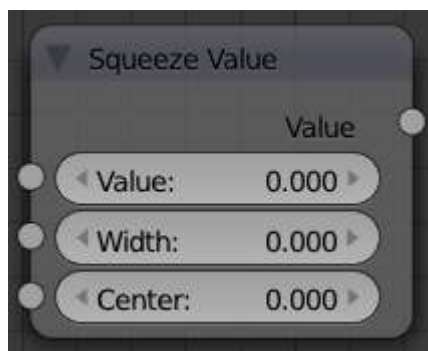 Squeeze Value
Value
Value: 0.000
Width: 0.000
Center: 0.000